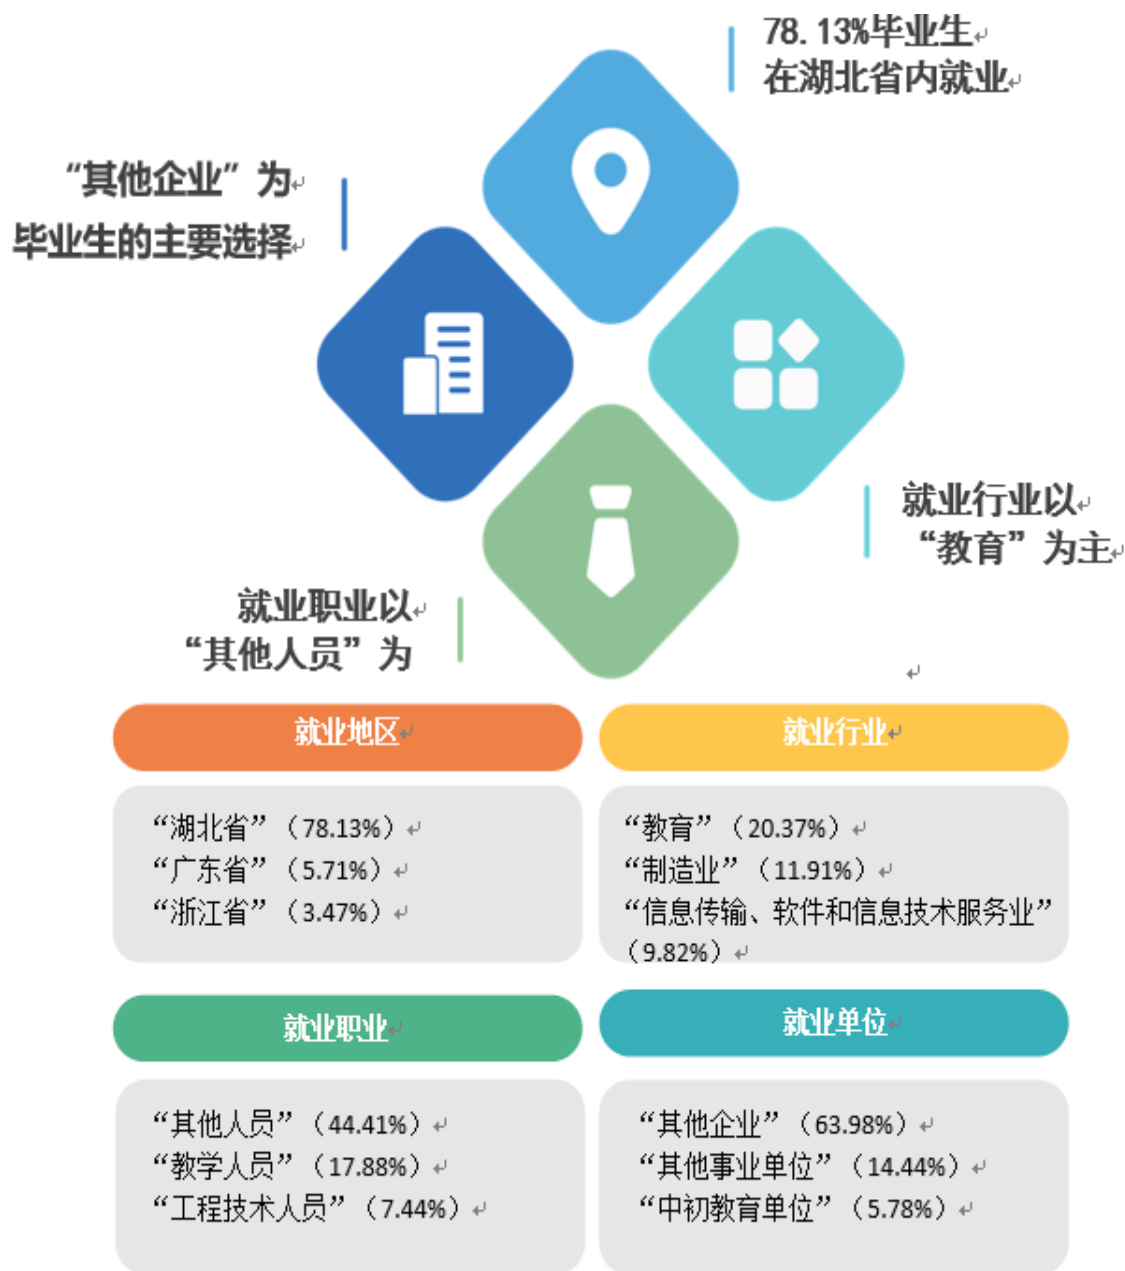 78.13%毕业生
在湖北省内就业
“其他企业”为
毕业生的主要选择
就业行业以
“教育”为主
就业职业以
“其他人员”为
就业地区
“湖北省”（78.13%）
“广东省”（5.71%）
“浙江省”（3.47%）
就业行业
“教育”（20.37%）
“制造业”（11.91%）
“信息传输、软件和信息技术服务业”
（9.82%）
就业职业
“其他人员”（44.41%）
“教学人员”（17.88%）
“工程技术人员”（7.44%）
就业单位
“其他企业”（63.98%）
“其他事业单位”（14.44%）
“中初教育单位”（5.78%）